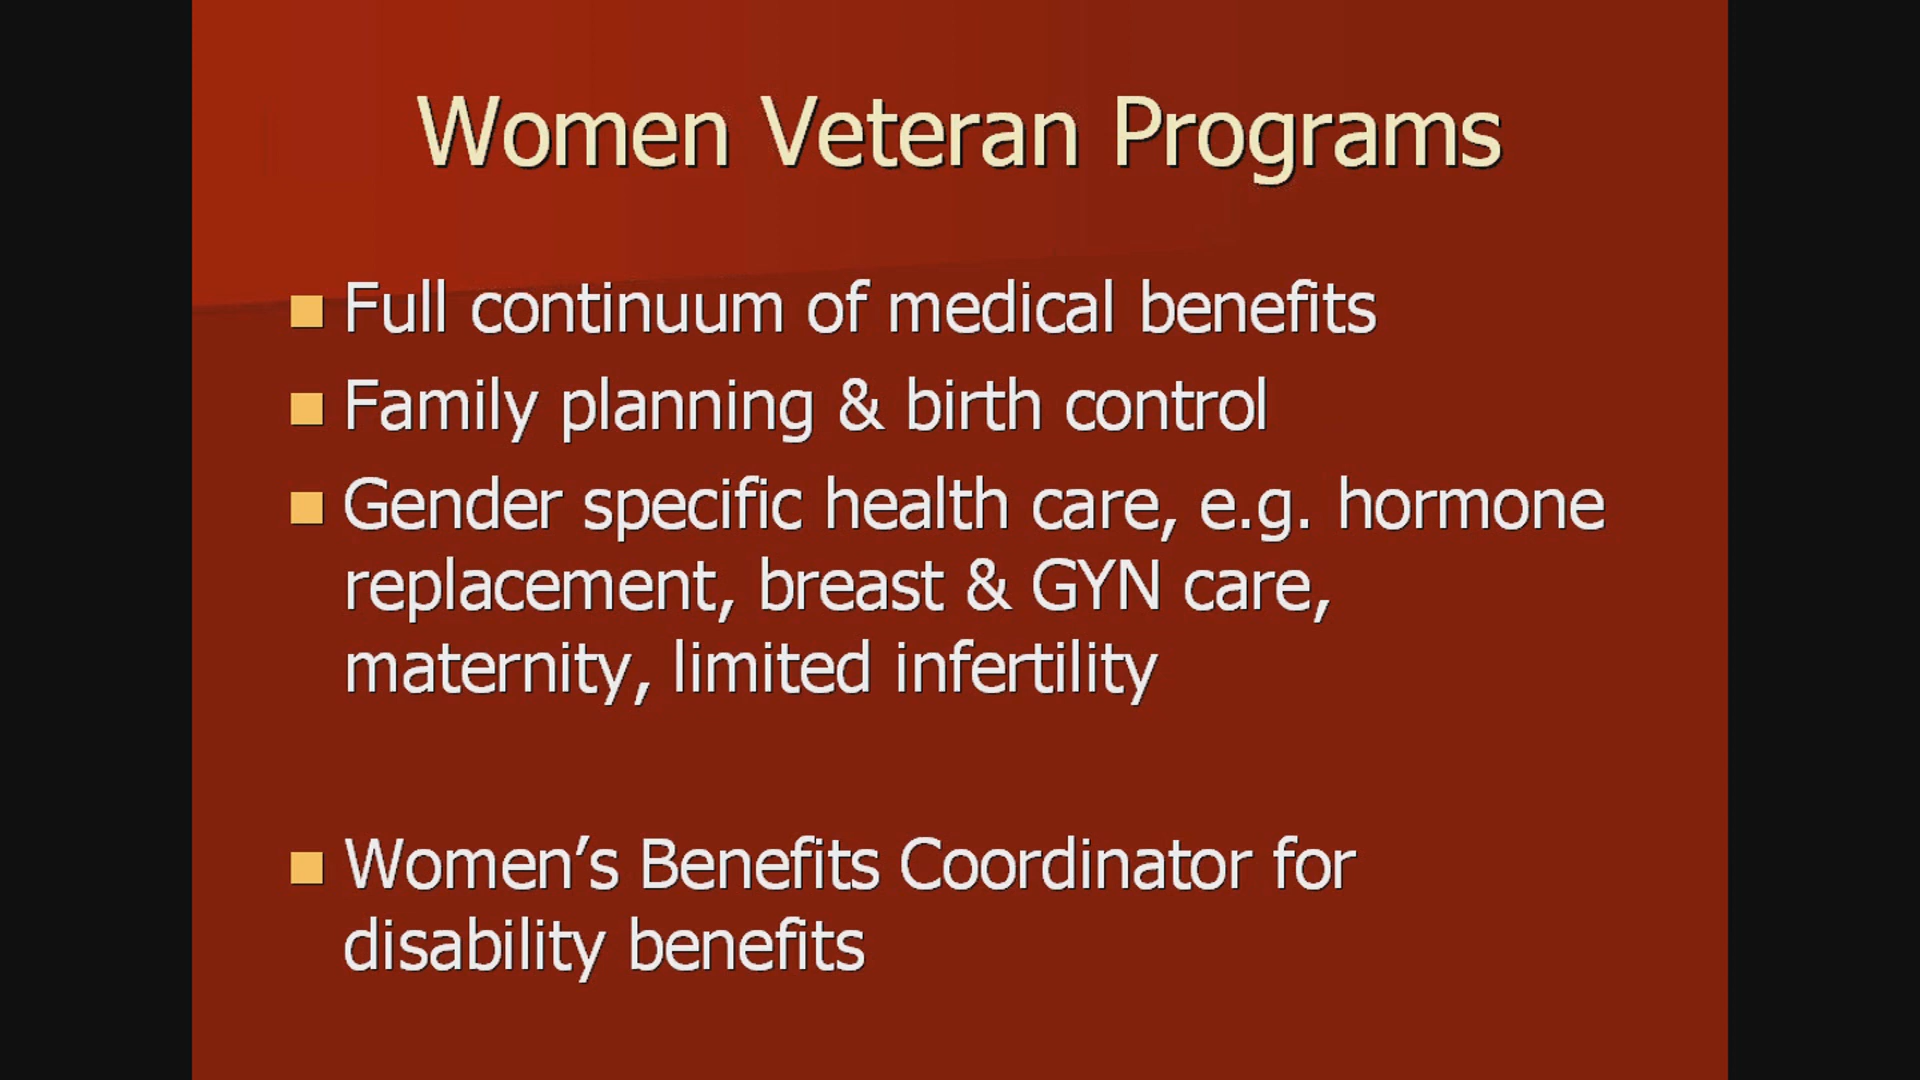 Women Veteran Programs
Full continuum of medical benefits
Family planning & birth control
Gender specific health care, e.g. hormone
replacement, breast & GYN care,
maternity, limited infertility
Women’s Benefits Coordinator for
disability benefits